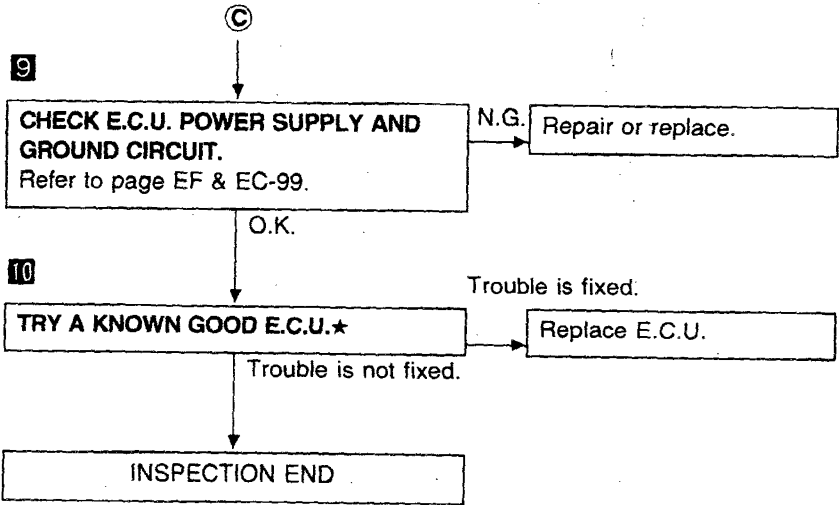 C
9
CHECK E.C.U. POWER SUPPLY AND
GROUND CIRCUIT.
Refer to page EF & EC-99.
N.G.
Repair or replace.
O.K.
10
Trouble is fixed.
TRY A KNOWN GOOD E.C.U.★
Replace E.C.U.
Trouble is not fixed.
INSPECTION END